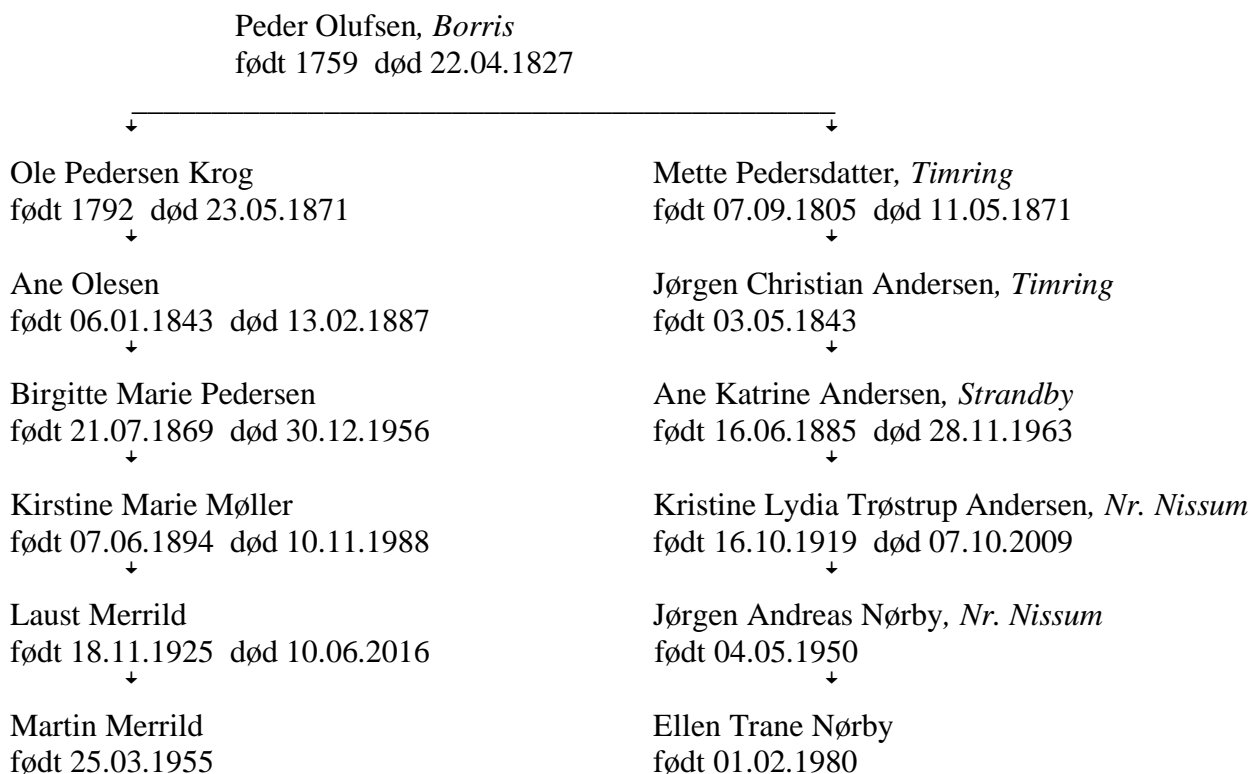 Peder Olufsen, Borris
født 1759 død 22.04.1827
Ole Pedersen Krog
født 1792 død 23.05.1871
Ane Olesen
født 06.01.1843 død 13.02.1887
Birgitte Marie Pedersen
født 21.07.1869 død 30.12.1956
Kirstine Marie Møller
født 07.06.1894 død 10.11.1988
Laust Merrild
født 18.11.1925 død 10.06.2016
Martin Merrild
født 25.03.1955
Mette Pedersdatter, Timring
født 07.09.1805 død 11.05.1871
Jørgen Christian Andersen, Timring
født 03.05.1843
Ane Katrine Andersen, Strandby
født 16.06.1885 død 28.11.1963
Kristine Lydia Trøstrup Andersen, Nr. Nissum
født 16.10.1919 død 07.10.2009
Jørgen Andreas Nørby, Nr. Nissum
født 04.05.1950
Ellen Trane Nørby
født 01.02.1980